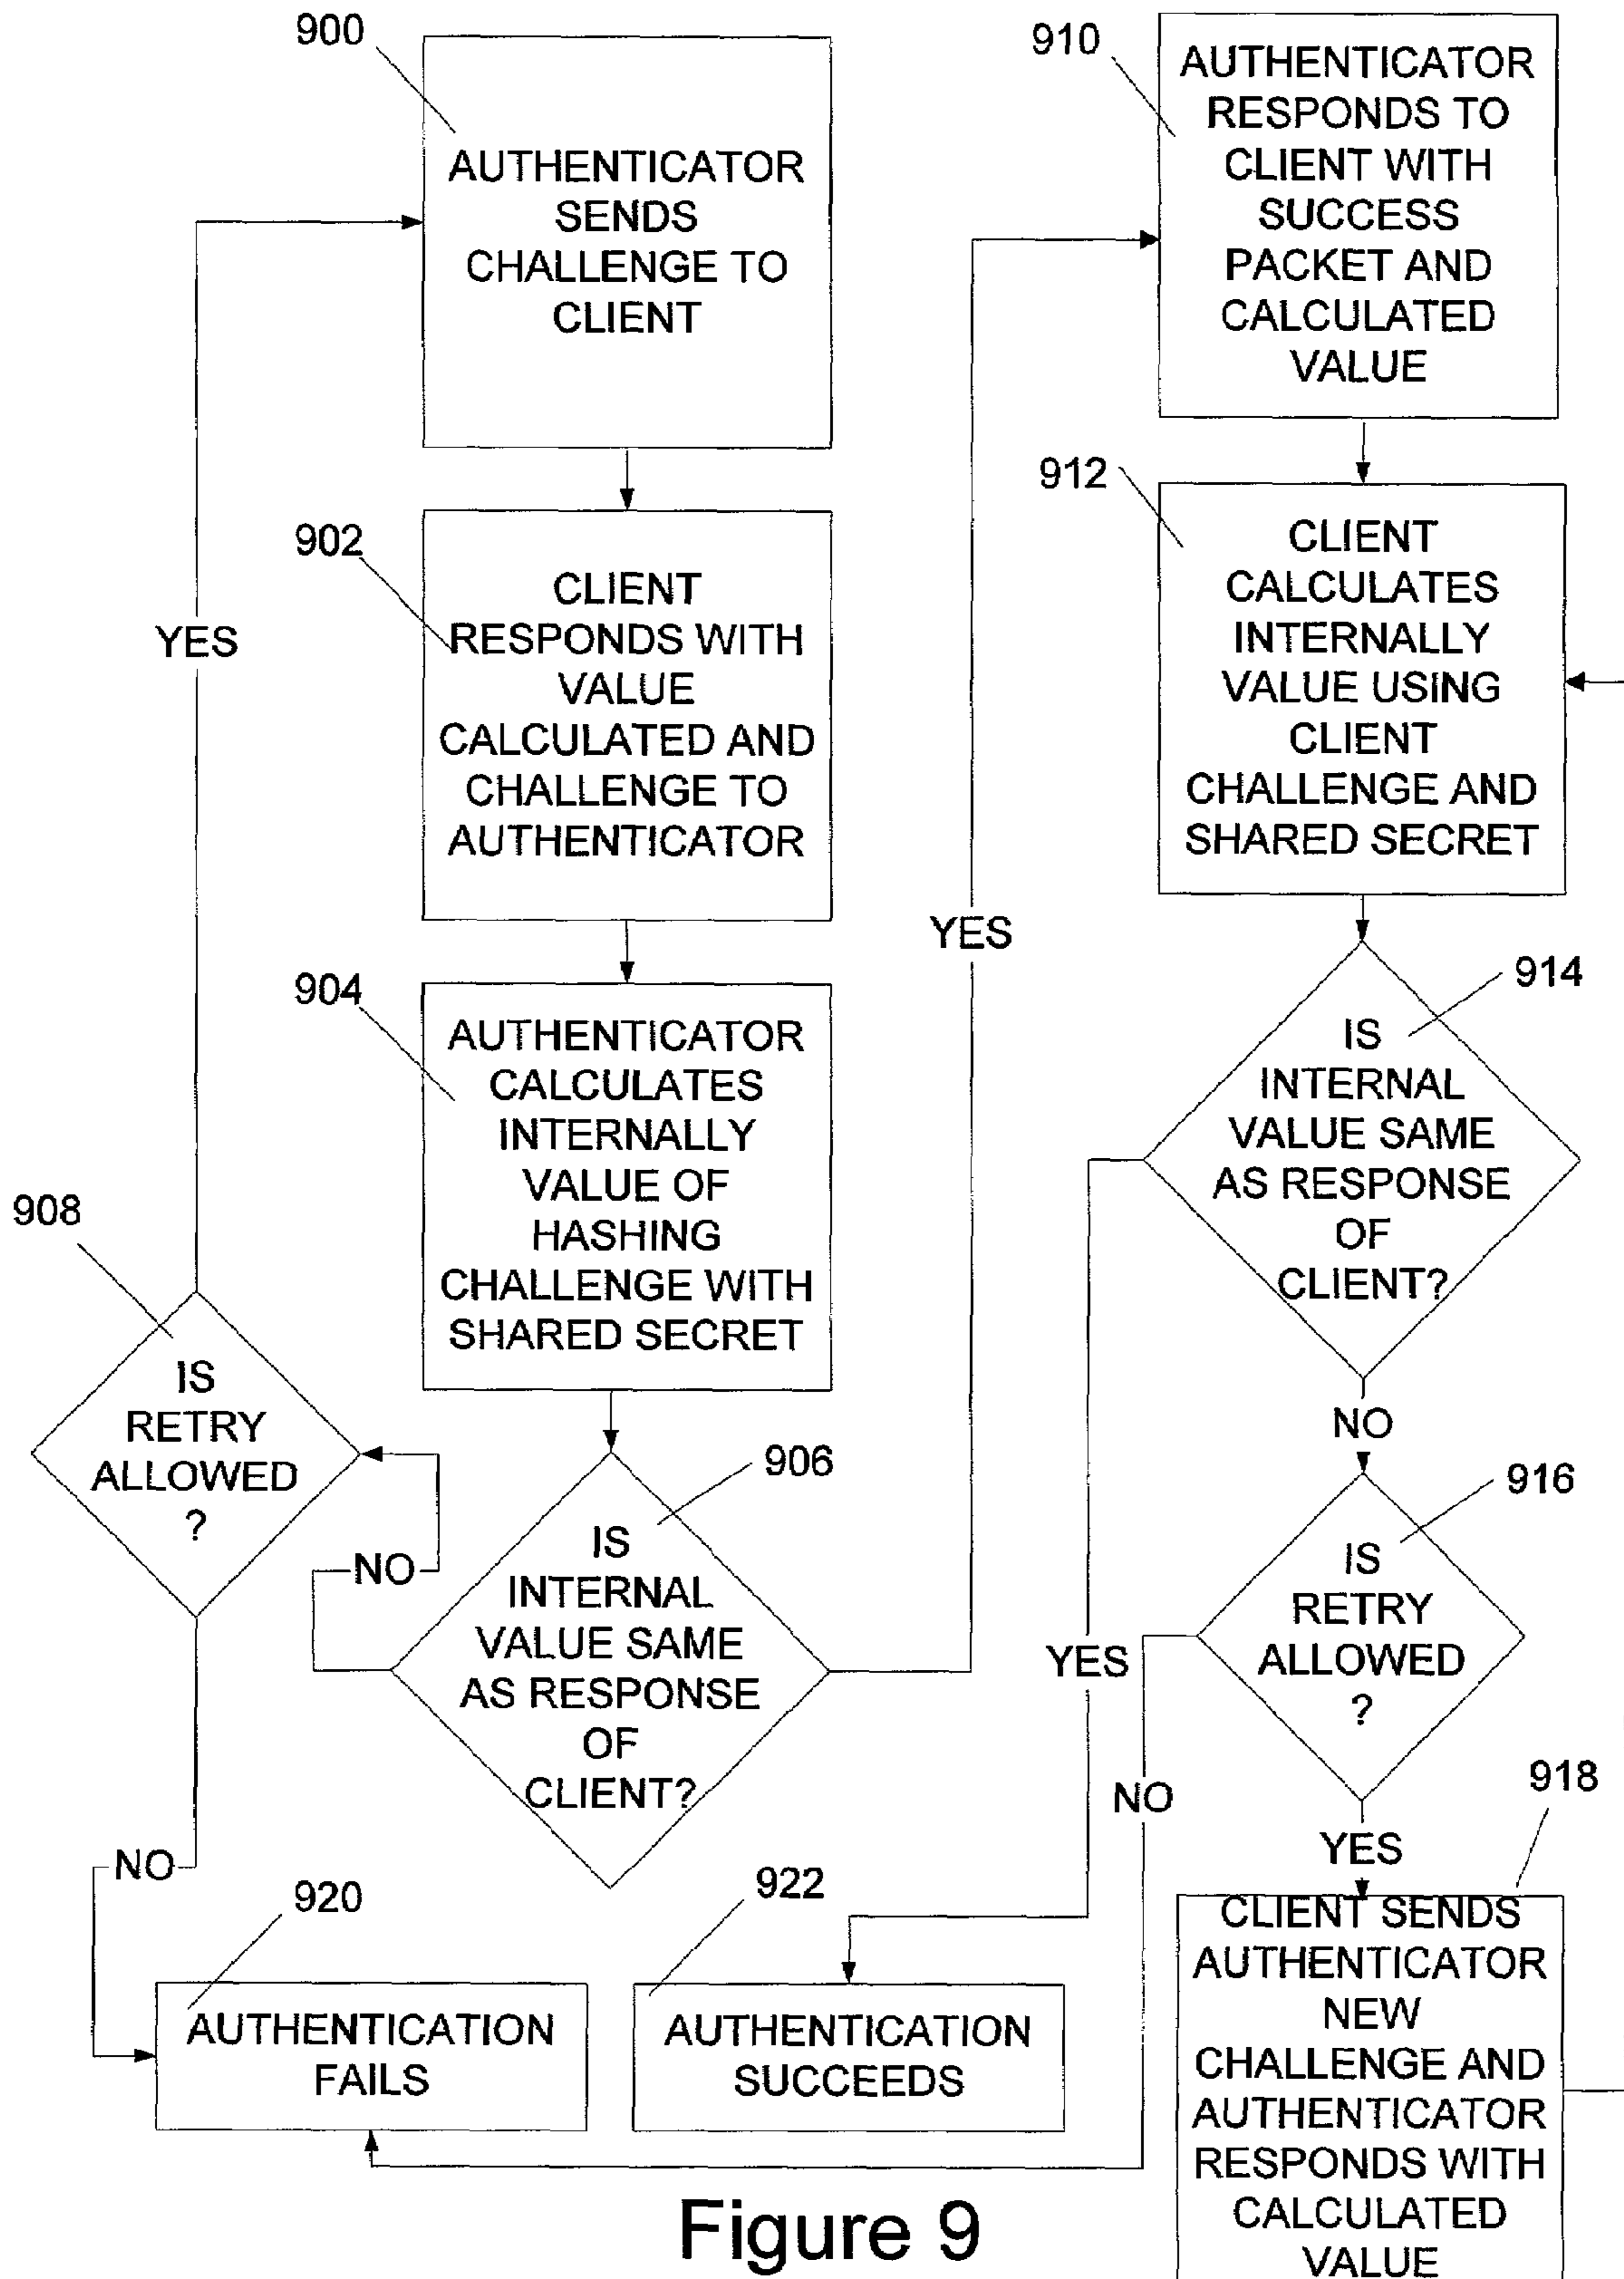 900
AUTHENTICATOR
SENDS
CHALLENGE TO
CLIENT
902
CLIENT
RESPONDS WITH
VALUE
CALCULATED AND
CHALLENGE TO
AUTHENTICATOR
YES
904
AUTHENTICATOR
CALCULATES
INTERNALLY
VALUE OF
HASHING
CHALLENGE WITH
SHARED SECRET
908
IS
RETRY
ALLOWED
?
906
IS
INTERNAL
VALUE SAME
AS RESPONSE
OF
CLIENT?
NO
YES
NO
920
AUTHENTICATION
FAILS
922
AUTHENTICATION
SUCCEEDS
910
AUTHENTICATOR
RESPONDS TO
CLIENT WITH
SUCCESS
PACKET AND
CALCULATED
VALUE
912
CLIENT
CALCULATES
INTERNALLY
VALUE USING
CLIENT
CHALLENGE AND
SHARED SECRET
914
IS
INTERNAL
VALUE SAME
AS RESPONSE
OF
CLIENT?
NO
YES
916
IS
RETRY
ALLOWED
?
NO
YES
918
CLIENT SENDS
AUTHENTICATOR
NEW
CHALLENGE AND
AUTHENTICATOR
RESPONDS WITH
CALCULATED
VALUE
Figure 9